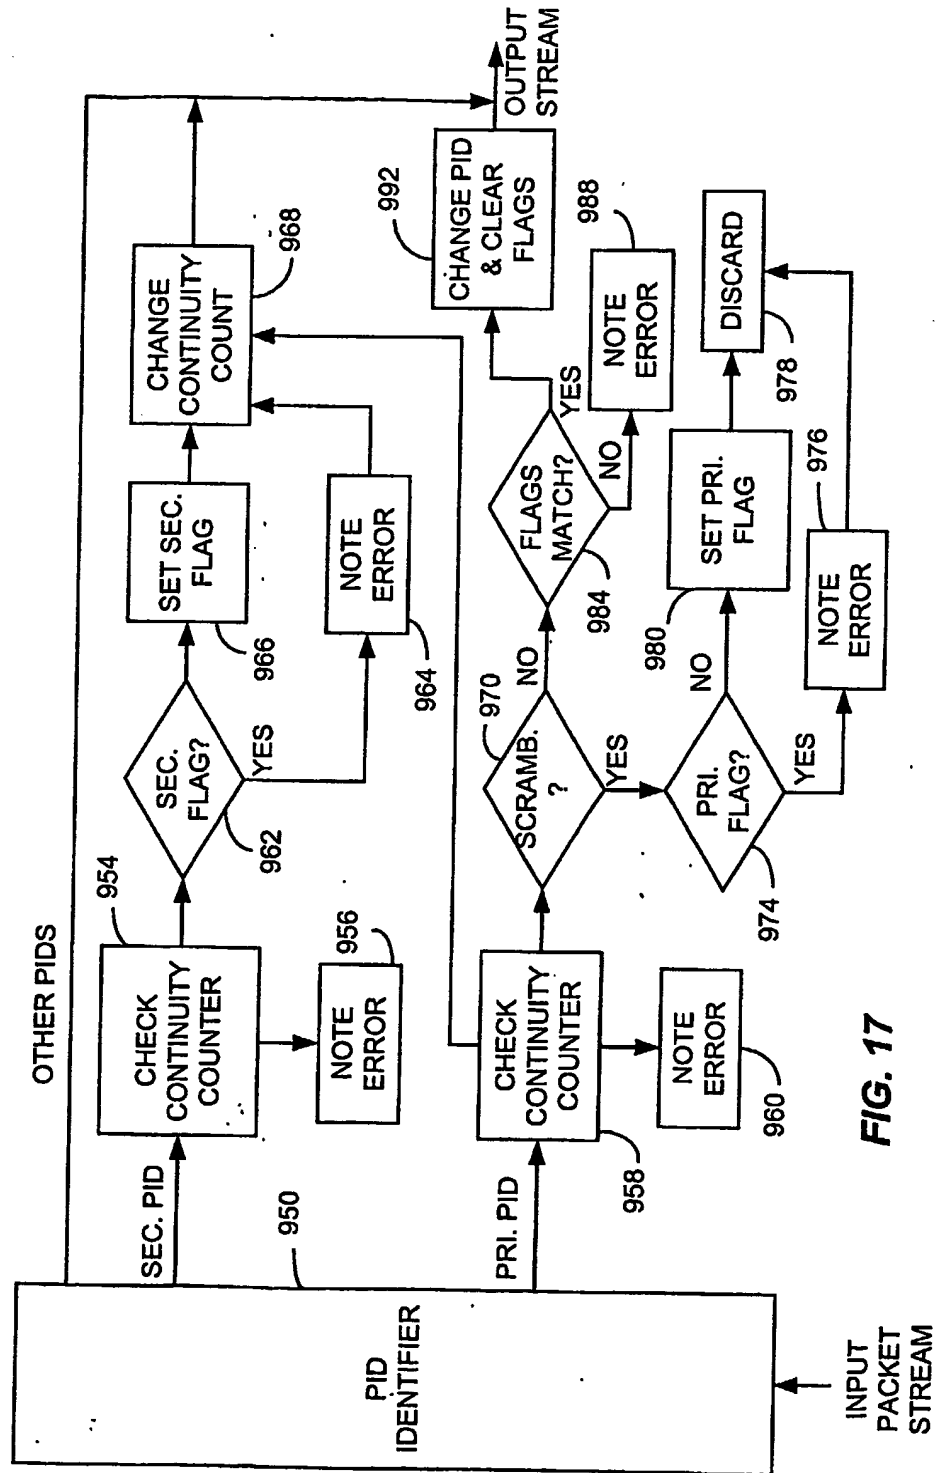 OTHER PIDS
SEC. PID
950
PID
IDENTIFIER
INPUT
PACKET
STREAM
PRI. PID
954
CHECK
CONTINUITY
COUNTER
956
NOTE
ERROR
SEC.
FLAG?
962
YES
SET SEC.
FLAG
966
NOTE
ERROR
964
CHANGE
CONTINUITY
COUNT
968
CHECK
CONTINUITY
COUNTER
958
NOTE
ERROR
960
SCRAMB.
?
970
NO
YES
FLAGS
MATCH?
984
YES
NO
CHANGE PID
& CLEAR
FLAGS
992
OUTPUT
STREAM
NOTE
ERROR
988
PRI.
FLAG?
974
NO
YES
SET PRI.
FLAG
980
DISCARD
978
NOTE
ERROR
976
FIG. 17